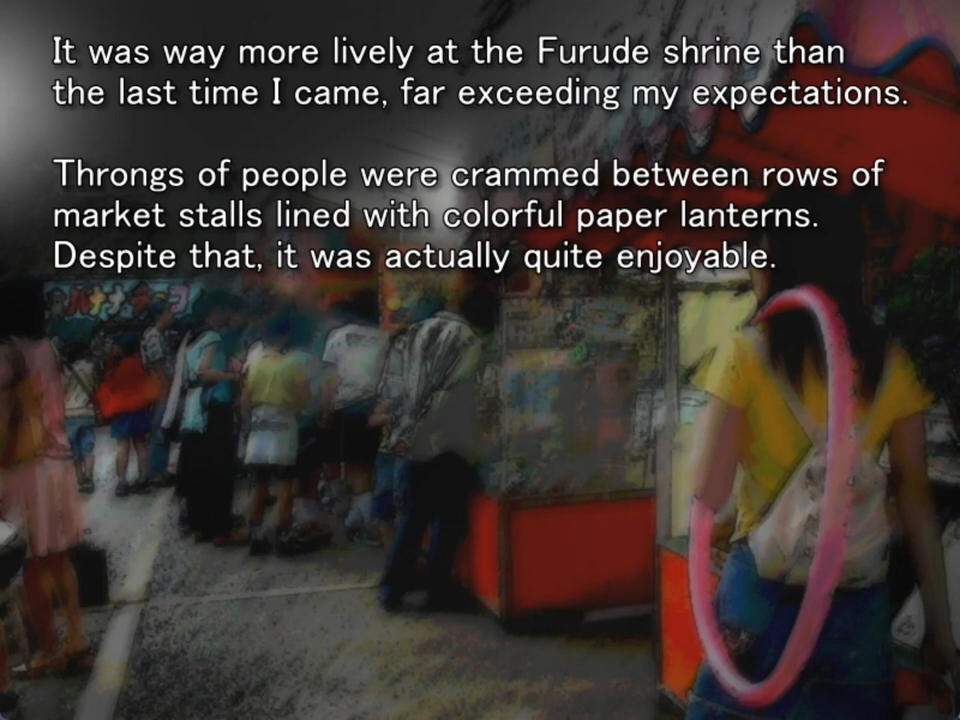 It was way more lively at the Furude shrine than
the last time I came, far exceeding my expectations.
Throngs of people were crammed between rows of
market stalls lined with colorful paper lanterns.
Despite that, it was actually quite enjoyable.